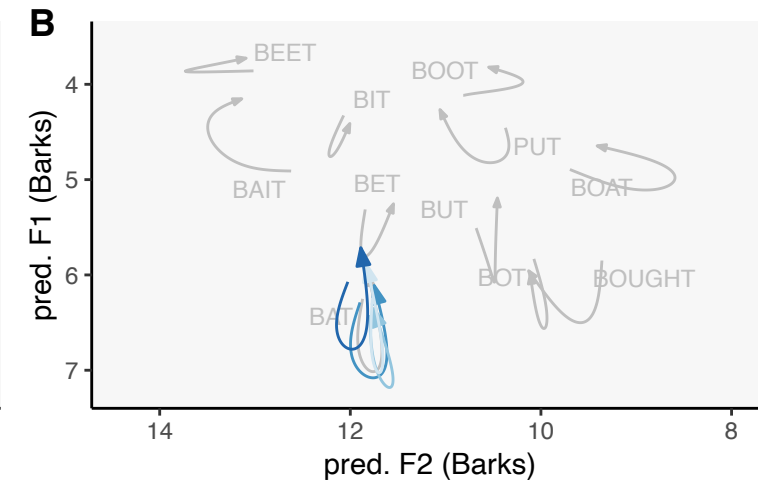 B
BEET
BOOT
BIT
PUT
BAIT
BET
BOAT
BUT
BOT
BOUGHT
BAT
4
5
6
7
14
12
10
8
pred. F1 (Barks)
pred. F2 (Barks)